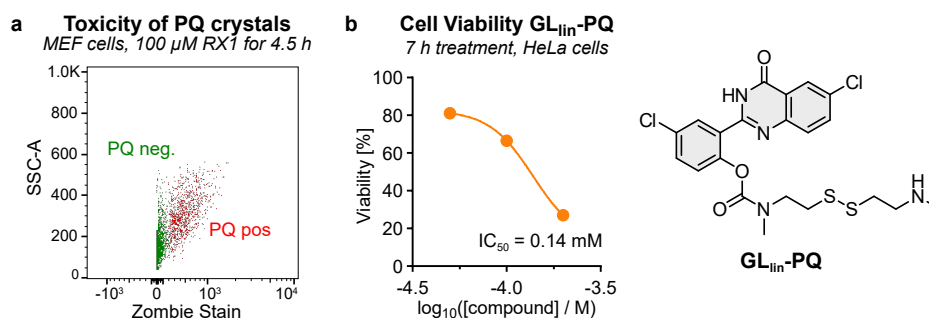 a Toxicity of PQ crystals
MEF cells, 100 µM RX1 for 4.5 h
1.0K
800
600
400
200
0
SSC-A
PQ neg.
PQ pos
-10³ 0 10³ 10⁴
Zombie Stain
b Cell Viability GLlin-PQ
7 h treatment, HeLa cells
100
80
60
40
20
0
Viability [%]
IC50 = 0.14 mM
-4.5 -4.0 -3.5
log10([compound] / M)
O
Cl
HN
N
Cl
O
O
N
S
S
H
N
GLlin-PQ